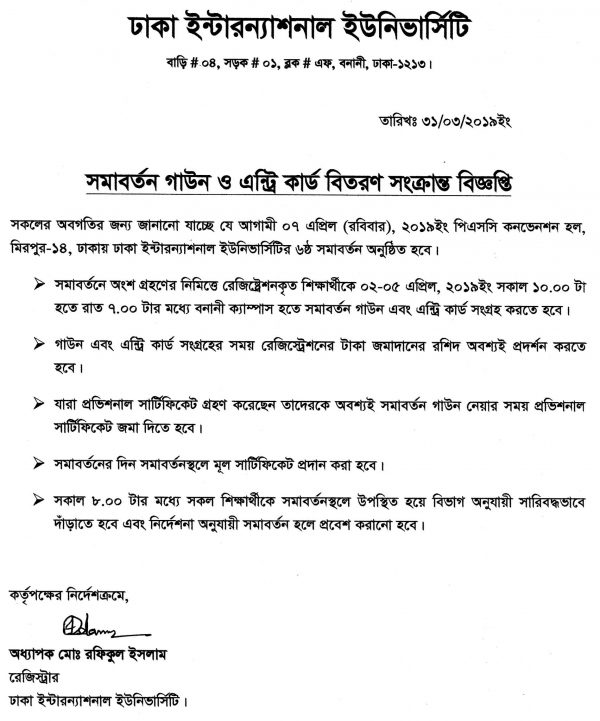 ঢাকা ইন্টারন্যাশনাল ইউনিভার্সিটি
বাড়ি # ০৪, সড়ক # ০১, ব্লক # এফ, বনানী, ঢাকা-১২১৩।
তারিখঃ ৩১/০৩/২০১৯ইং
সমাবর্তন গাউন ও এন্ট্রি কার্ড বিতরণ সংক্রান্ত বিজ্ঞপ্তি
সকলের অবগতির জন্য জানানো যাচ্ছে যে আগামী ০৭ এপ্রিল (রবিবার), ২০১৯ইং পিএসসি কনভেনশন হল,
মিরপুর-১৪, ঢাকায় ঢাকা ইন্টারন্যাশনাল ইউনিভার্সিটির ৬ষ্ঠ সমাবর্তন অনুষ্ঠিত হবে।
➤ সমাবর্তনে অংশ গ্রহণের নিমিত্তে রেজিষ্ট্রেশনকৃত শিক্ষার্থীকে ০২-০৫ এপ্রিল, ২০১৯ইং সকাল ১০.০০ টা
হতে রাত ৭.০০ টার মধ্যে বনানী ক্যাম্পাস হতে সমাবর্তন গাউন এবং এন্ট্রি কার্ড সংগ্রহ করতে হবে।
➤ গাউন এবং এন্ট্রি কার্ড সংগ্রহের সময় রেজিস্ট্রেশনের টাকা জমাদানের রশিদ অবশ্যই প্রদর্শন করতে
হবে।
➤ যারা প্রভিশনাল সার্টিফিকেট গ্রহণ করেছেন তাদেরকে অবশ্যই সমাবর্তন গাউন নেয়ার সময় প্রভিশনাল
সার্টিফিকেট জমা দিতে হবে।
➤ সমাবর্তনের দিন সমাবর্তনস্থলে মূল সার্টিফিকেট প্রদান করা হবে।
➤ সকাল ৮.০০ টার মধ্যে সকল শিক্ষার্থীকে সমাবর্তনস্থলে উপস্থিত হয়ে বিভাগ অনুযায়ী সারিবদ্ধভাবে
দাঁড়াতে হবে এবং নির্দেশনা অনুযায়ী সমাবর্তন হলে প্রবেশ করানো হবে।
কর্তৃপক্ষের নির্দেশক্রমে,
অধ্যাপক মোঃ রফিকুল ইসলাম
রেজিস্ট্রার
ঢাকা ইন্টারন্যাশনাল ইউনিভার্সিটি।